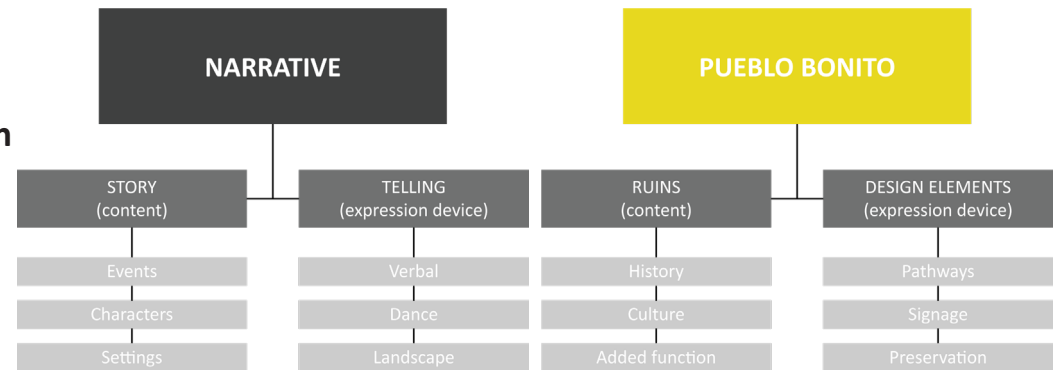 NARRATIVE
PUEBLO BONITO
STORY
(content)
TELLING
(expression device)
RUINS
(content)
DESIGN ELEMENTS
(expression device)
Events
Verbal
History
Pathways
Characters
Dance
Culture
Signage
Settings
Landscape
Added function
Preservation